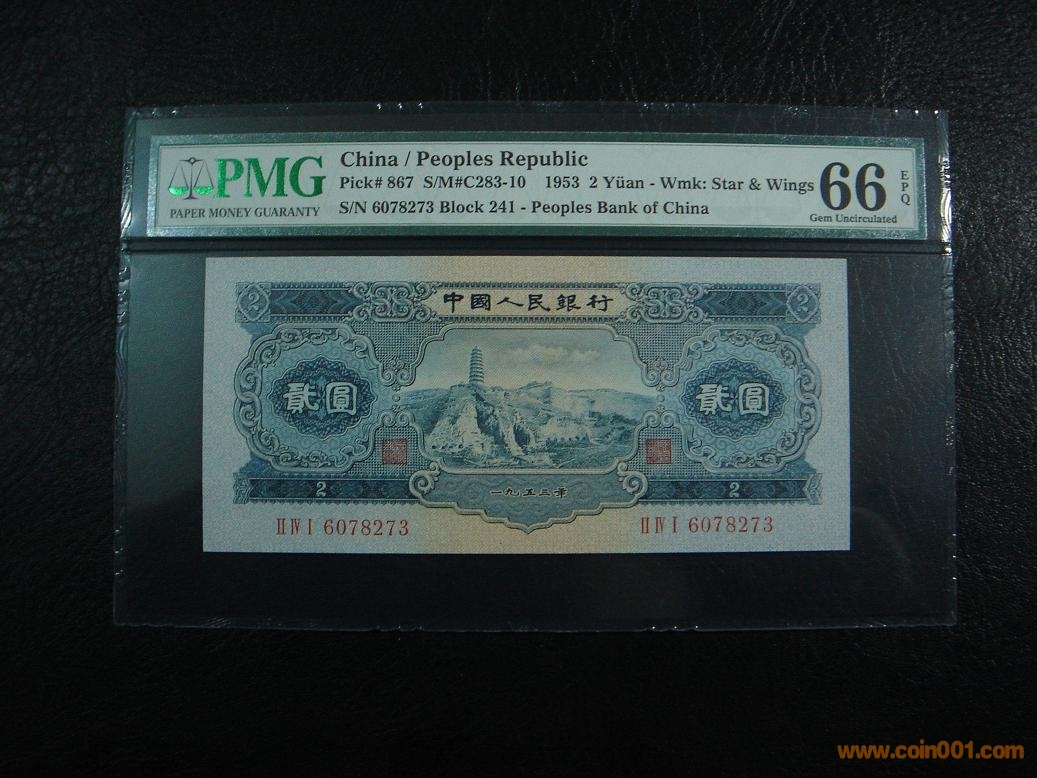 PMG
PAPER MONEY GUARANTY
China / Peoples Republic
Pick# 867 S/M#C283-10 1953 2 Yüan - Wmk: Star & Wings
S/N 6078273 Block 241 - Peoples Bank of China
66
EPQ
Gem Uncirculated
2
中國人民銀行
2
貳圓
貳圓
2
一九五三年
2
II IV I 6078273
II IV I 6078273
www.coin001.com